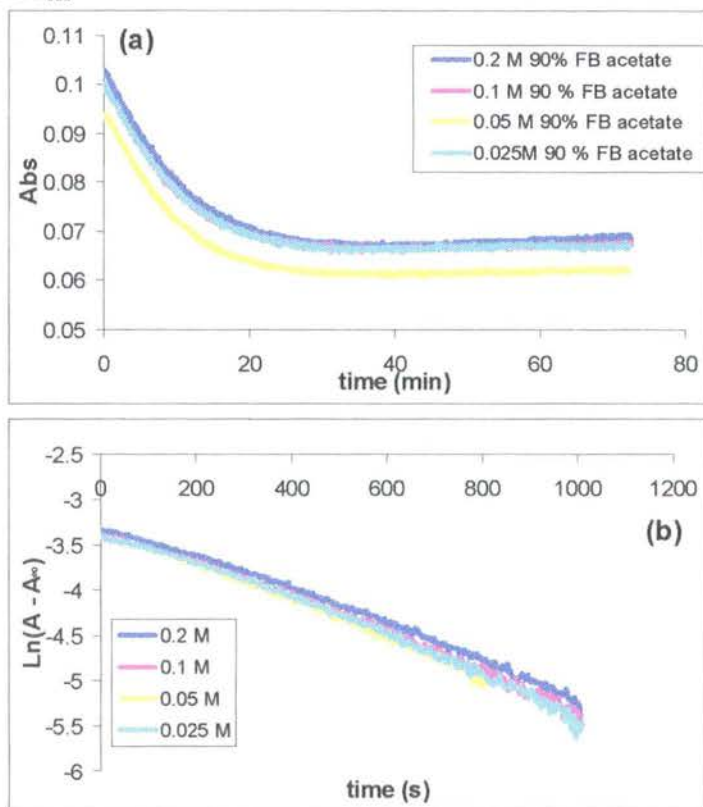 0.11
(a)
0.1
0.09
0.08
0.07
0.06
0.05
Abs
0.2 M 90% FB acetate
0.1 M 90 % FB acetate
0.05 M 90% FB acetate
0.025M 90 % FB acetate
0 20 40 60 80
time (min)
-2.5
0 200 400 600 800 1000 1200
-3
-3.5
-4
-4.5
-5
-5.5
-6
(b)
Ln(A - A∞)
0.2 M
0.1 M
0.05 M
0.025 M
time (s)